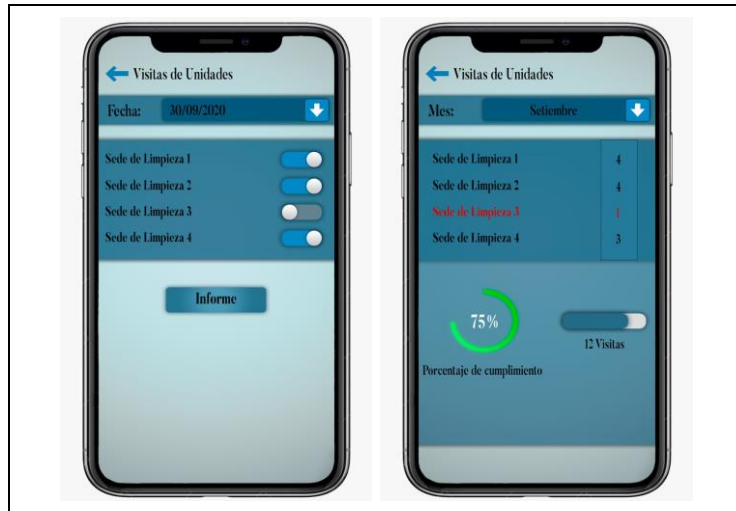 Visitas de Unidades
Fecha: 30/09/2020
Sede de Limpieza 1
Sede de Limpieza 2
Sede de Limpieza 3
Sede de Limpieza 4
Informe
Visitas de Unidades
Mes: Setiembre
Sede de Limpieza 1 4
Sede de Limpieza 2 4
Sede de Limpieza 3 1
Sede de Limpieza 4 3
75%
12 Visitas
Porcentaje de cumplimiento